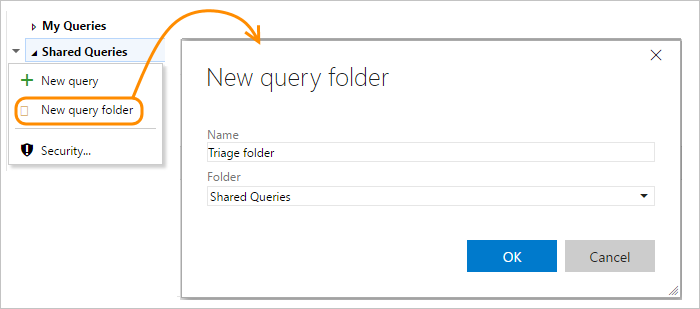 My Queries
Shared Queries
New query
New query folder
Security...
New query folder
Name
Triage folder
Folder
Shared Queries
OK
Cancel